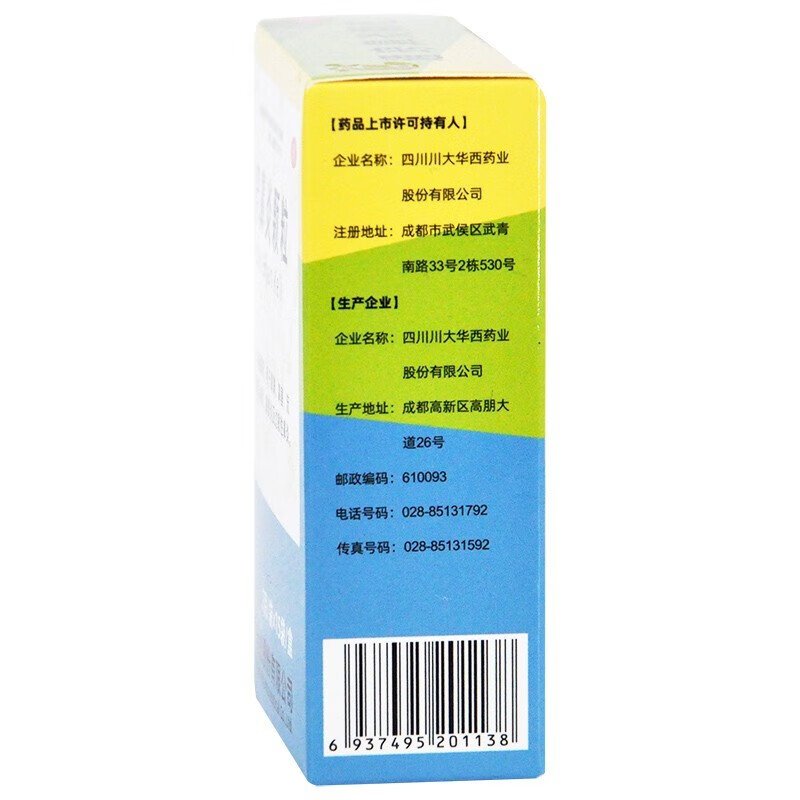 【药品上市许可持有人】
企业名称：四川川大华西药业
股份有限公司
注册地址：成都市武侯区武青
南路33号2栋530号
【生产企业】
企业名称：四川川大华西药业
股份有限公司
生产地址：成都高新区高朋大
道26号
邮政编码：610093
电话号码：028-85131792
传真号码：028-85131592
6 937495 201138
颗粒